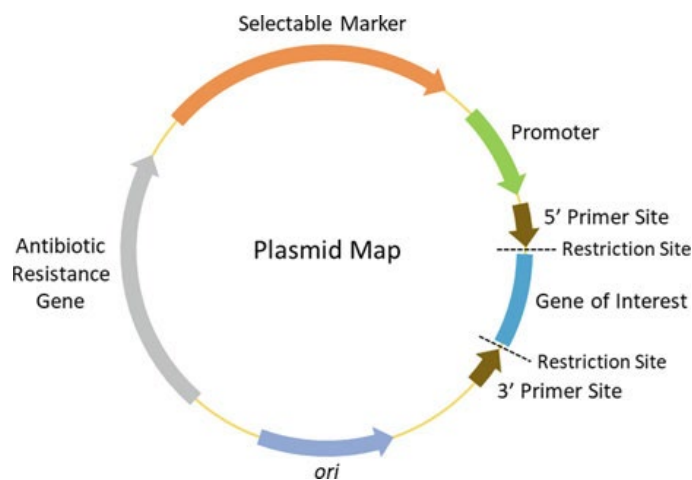 Selectable Marker
Promoter
5’ Primer Site
Restriction Site
Gene of Interest
Restriction Site
3’ Primer Site
ori
Antibiotic
Resistance
Gene
Plasmid Map